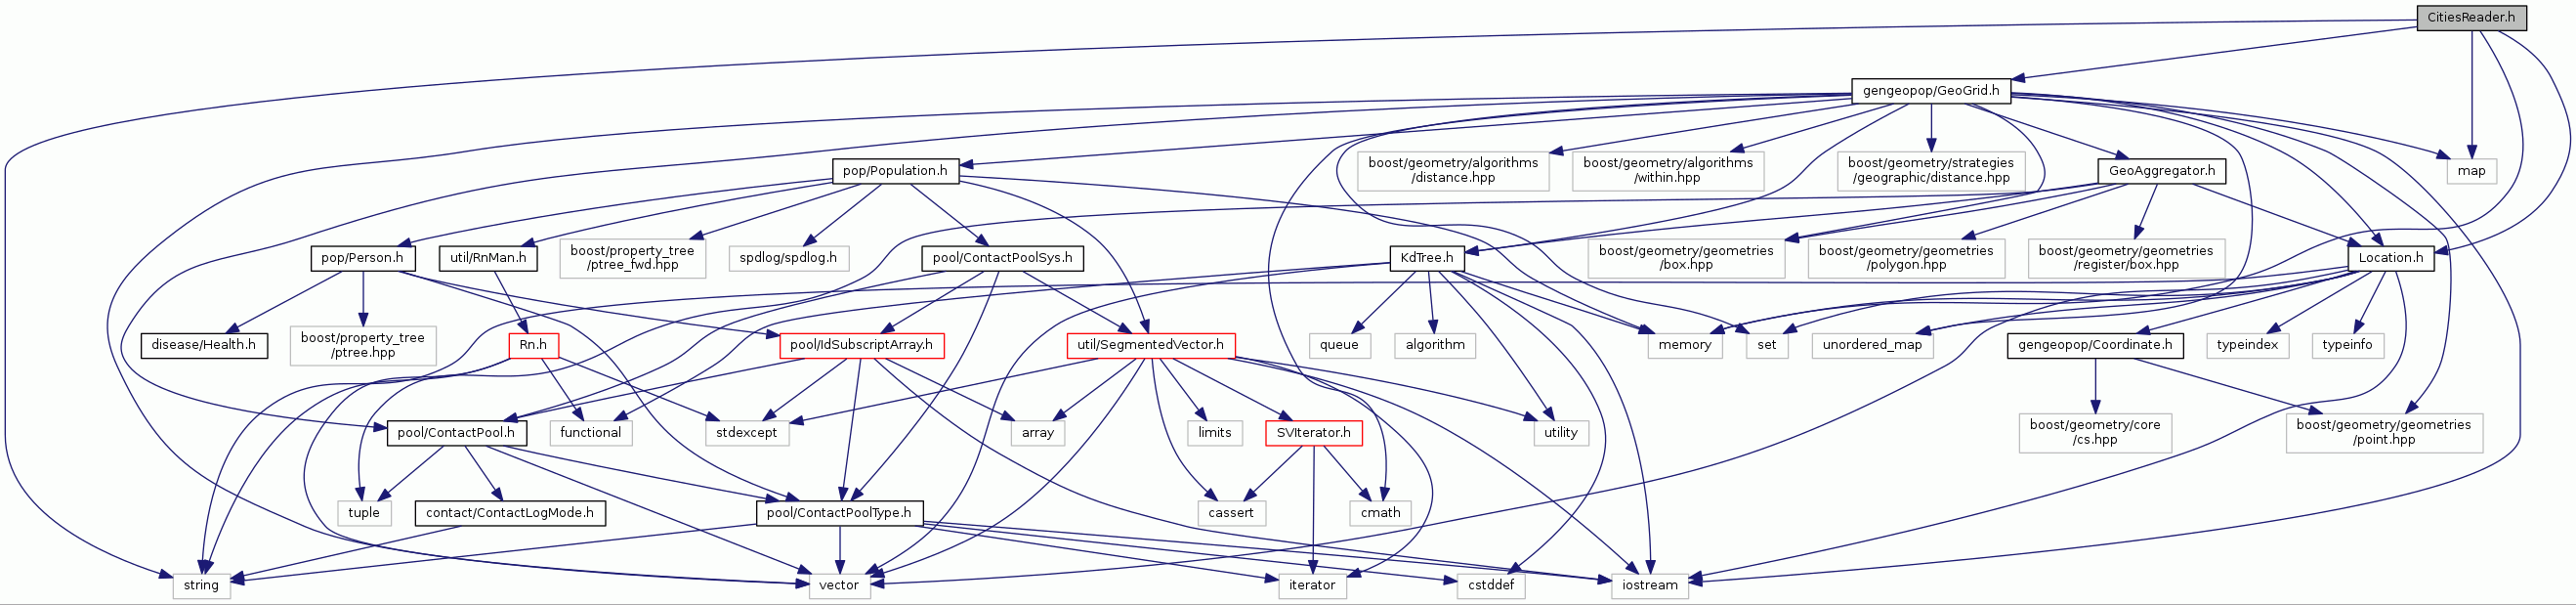 CitiesReader.h
gengeopop/GeoGrid.h
pop/Population.h
boost/geometry/algorithms
/distance.hpp
boost/geometry/algorithms
/within.hpp
boost/geometry/strategies
/geographic/distance.hpp
GeoAggregator.h
map
pop/Person.h
util/RnMan.h
boost/property_tree
/ptree_fwd.hpp
spdlog/spdlog.h
pool/ContactPoolSys.h
KdTree.h
boost/geometry/geometries
/box.hpp
boost/geometry/geometries
/polygon.hpp
boost/geometry/geometries
/register/box.hpp
Location.h
disease/Health.h
boost/property_tree
/ptree.hpp
Rn.h
pool/IdSubscriptArray.h
util/SegmentedVector.h
queue
algorithm
memory
set
unordered_map
gengeopop/Coordinate.h
typeindex
typeinfo
pool/ContactPool.h
functional
stdexcept
array
limits
SVIterator.h
utility
boost/geometry/core
/cs.hpp
boost/geometry/geometries
/point.hpp
tuple
contact/ContactLogMode.h
pool/ContactPoolType.h
cassert
cmath
string
vector
iterator
cstddef
iostream